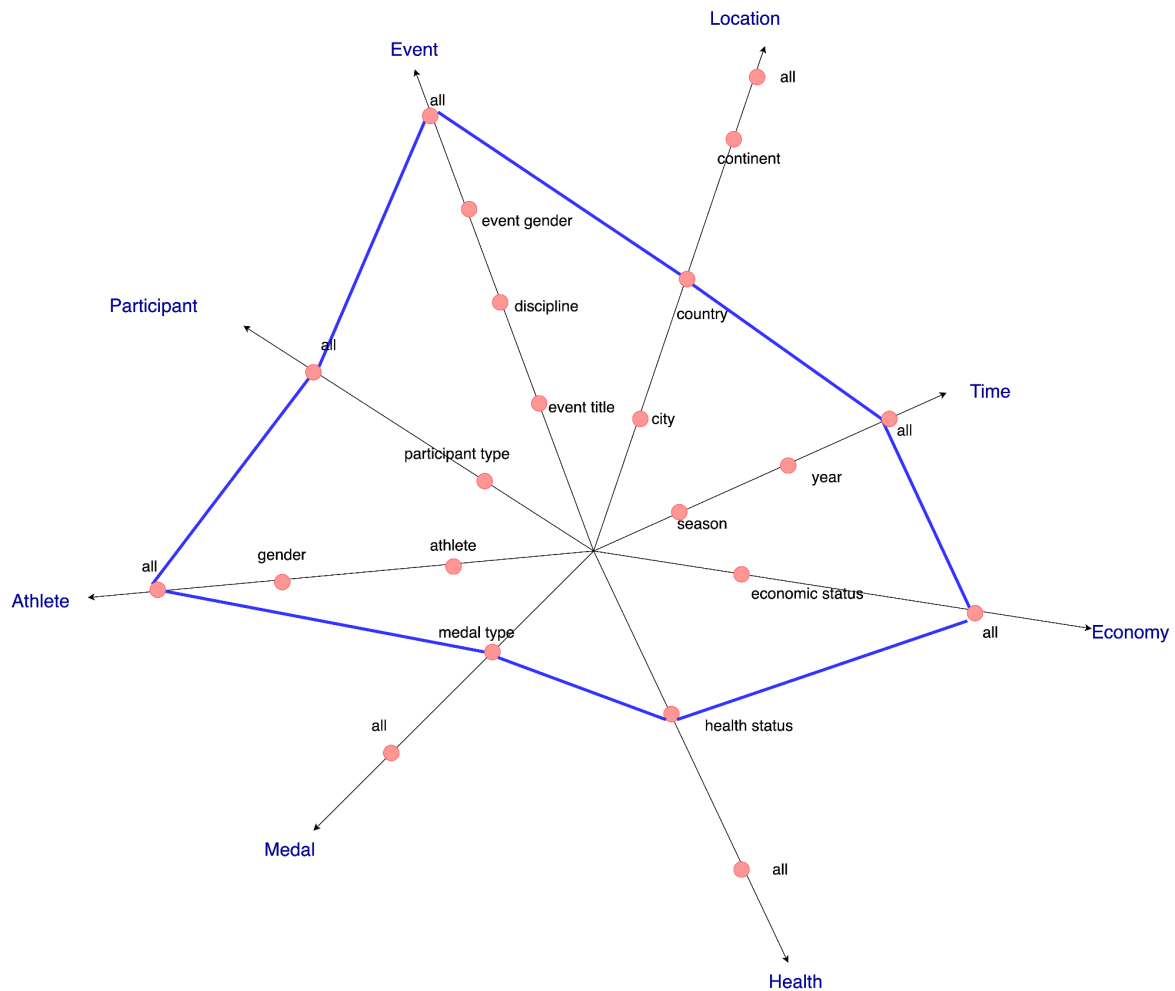 Location
Event
all
all
continent
event gender
Participant
discipline
country
all
Time
event title
city
all
participant type
year
season
athlete
gender
all
economic status
Athlete
medal type
all
Economy
all
health status
Medal
all
Health